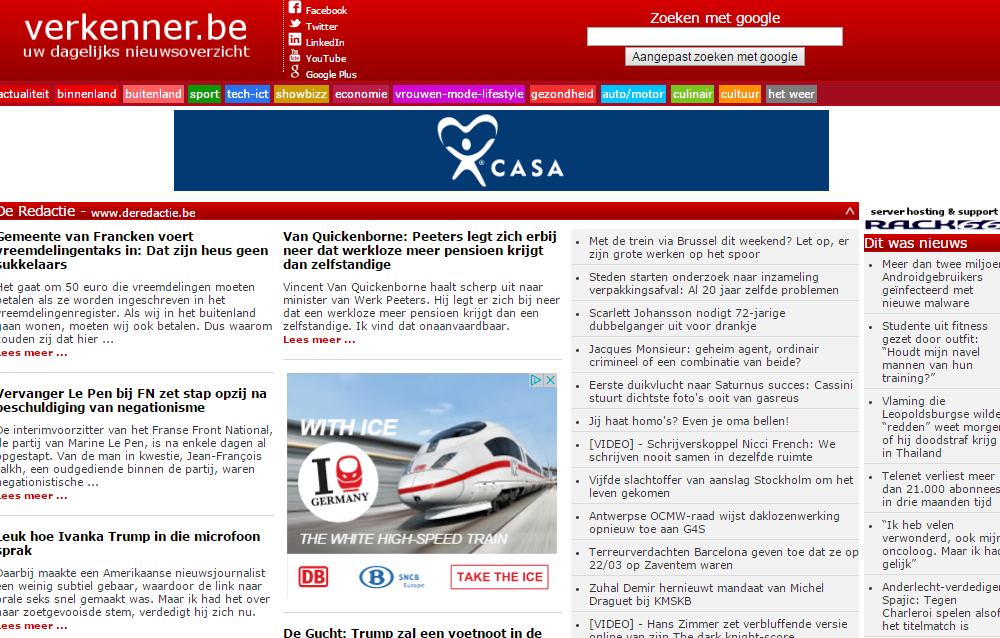 verkenner.be
uw dagelijks nieuwsoverzicht
Facebook
Twitter
LinkedIn
YouTube
Google Plus
Zoeken met google
Aangepast zoeken met google
actualiteit binnenland buitenland sport tech-ict showbizz economie vrouwen-mode-lifestyle gezondheid auto/motor culinair cultuur het weer
CASA
De Redactie - www.deredactie.be
Gemeente van Francken voert
vreemdelingentaks in: Dat zijn heus geen
sukkelaars
Het gaat om 50 euro die vreemdelingen moeten
betalen als ze worden ingeschreven in het
vreemdelingenregister. Als wij in het buitenland
gaan wonen, moeten wij ook betalen. Dus waarom
zouden zij dat hier ...
Lees meer ...
Vervanger Le Pen bij FN zet stap opzij na
beschuldiging van negationisme
De interimvoorzitter van het Franse Front National,
de partij van Marine Le Pen, is na enkele dagen al
opgestapt. Van de man in kwestie, Jean-François
Jalkh, een oudgediende binnen de partij, waren
negationistische ...
Lees meer ...
Leuk hoe Ivanka Trump in die microfoon
sprak
Daarbij maakte een Amerikaanse nieuwsjournalist
een weinig subtiel gebaar, waardoor de link naar
orale seks snel gemaakt was. Maar ik had het over
haar zoetgevooisde stem, verdedigt hij zich nu.
Lees meer ...
Van Quickenborne: Peeters legt zich erbij
neer dat werkloze meer pensioen krijgt
dan zelfstandige
Vincent Van Quickenborne haalt scherp uit naar
minister van Werk Peeters. Hij legt er zich bij neer
dat een werkloze meer pensioen krijgt dan een
zelfstandige. Ik vind dat onaanvaardbaar.
Lees meer ...
WITH ICE
I
GERMANY
THE WHITE HIGH-SPEED TRAIN
DB
B SNCB
Europe
TAKE THE ICE
De Gucht: Trump zal een voetnoot in de
Met de trein via Brussel dit weekend? Let op, er
zijn grote werken op het spoor
Steden starten onderzoek naar inzameling
verpakkingsafval: Al 20 jaar zelfde problemen
Scarlett Johansson nodigt 72-jarige
dubbelganger uit voor drankje
Jacques Monsieur: geheim agent, ordinair
crimineel of een combinatie van beide?
Eerste duikvlucht naar Saturnus succes: Cassini
stuurt dichtste foto's ooit van gasreus
Jij haat homo's? Even je oma bellen!
[VIDEO] - Schrijverskoppel Nicci French: We
schrijven nooit samen in dezelfde ruimte
Vijfde slachtoffer van aanslag Stockholm om het
leven gekomen
Antwerpse OCMW-raad wijst daklozenwerking
opnieuw toe aan G4S
Terreurverdachten Barcelona geven toe dat ze op
22/03 op Zaventem waren
Zuhal Demir hernieuwt mandaat van Michel
Draguet bij KMSKB
[VIDEO] - Hans Zimmer zet verbluffende versie
online van zijn The dark knight-score
server hosting & support
RACK66
Dit was nieuws
Meer dan twee miljoen
Androidgebruikers
geïnfecteerd met
nieuwe malware
Studente uit fitness
gezet door outfit:
“Houdt mijn navel
mannen van hun
training?”
Vlaming die
Leopoldsburgse wilde
“redden” weet morgen
of hij doodstraf krijgt
in Thailand
Telenet verliest meer
dan 21.000 abonnees
in drie maanden tijd
“Ik heb velen
verwonderd, ook mijn
oncoloog. Maar ik had
gelijk”
Anderlecht-verdediger
Spajic: Tegen
Charleroi spelen alsof
het titelmatch is